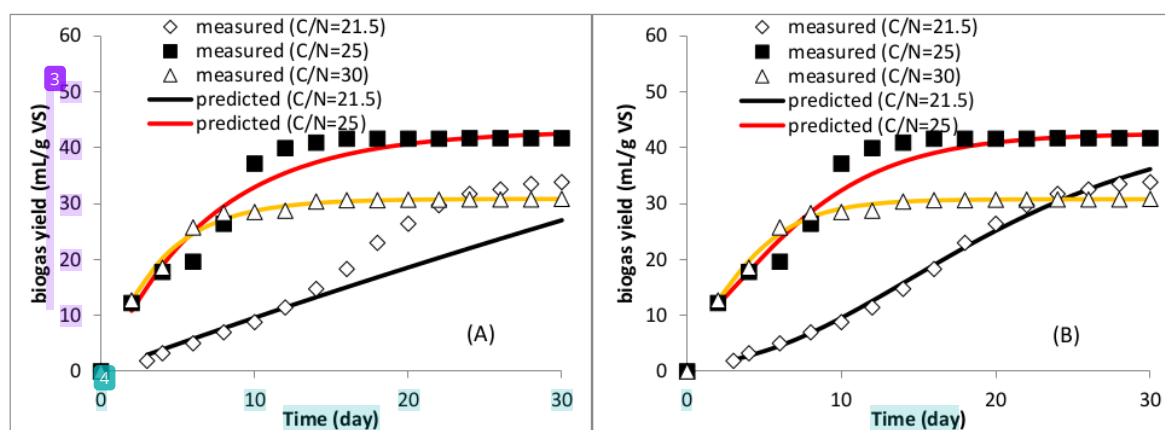 measured (C/N=21.5)
measured (C/N=25)
measured (C/N=30)
predicted (C/N=21.5)
predicted (C/N=25)
60
50
40
30
20
10
0
3
4
biogas yield (mL/g VS)
(A)
0 10 20 30
Time (day)
measured (C/N=21.5)
measured (C/N=25)
measured (C/N=30)
predicted (C/N=21.5)
predicted (C/N=25)
60
50
40
30
20
10
0
biogas yield (mL/g VS)
(B)
0 10 20 30
Time (day)